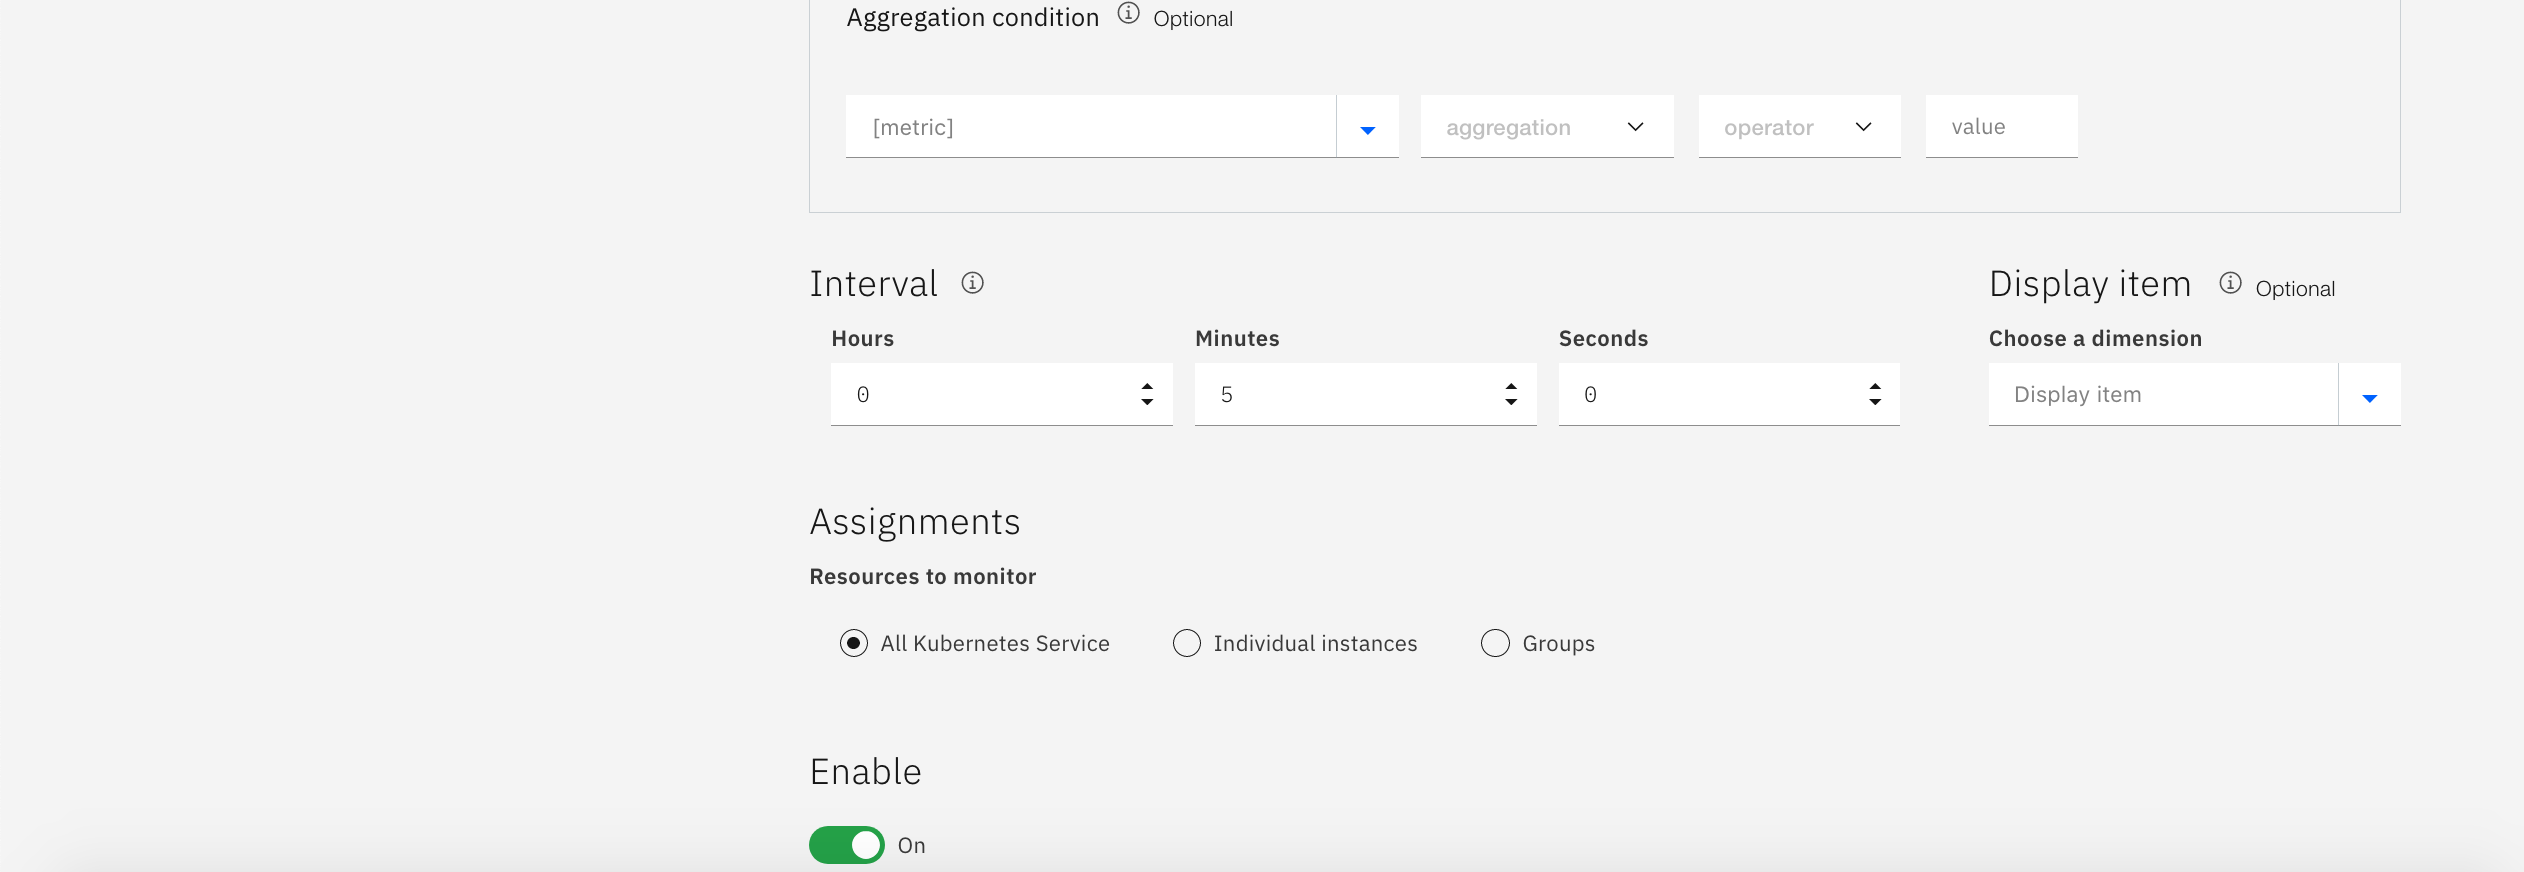 Aggregation condition Optional
[metric] aggregation operator value
Interval Display item Optional
Hours Minutes Seconds Choose a dimension
0 5 0 Display item
Assignments
Resources to monitor
All Kubernetes Service Individual instances Groups
Enable
On